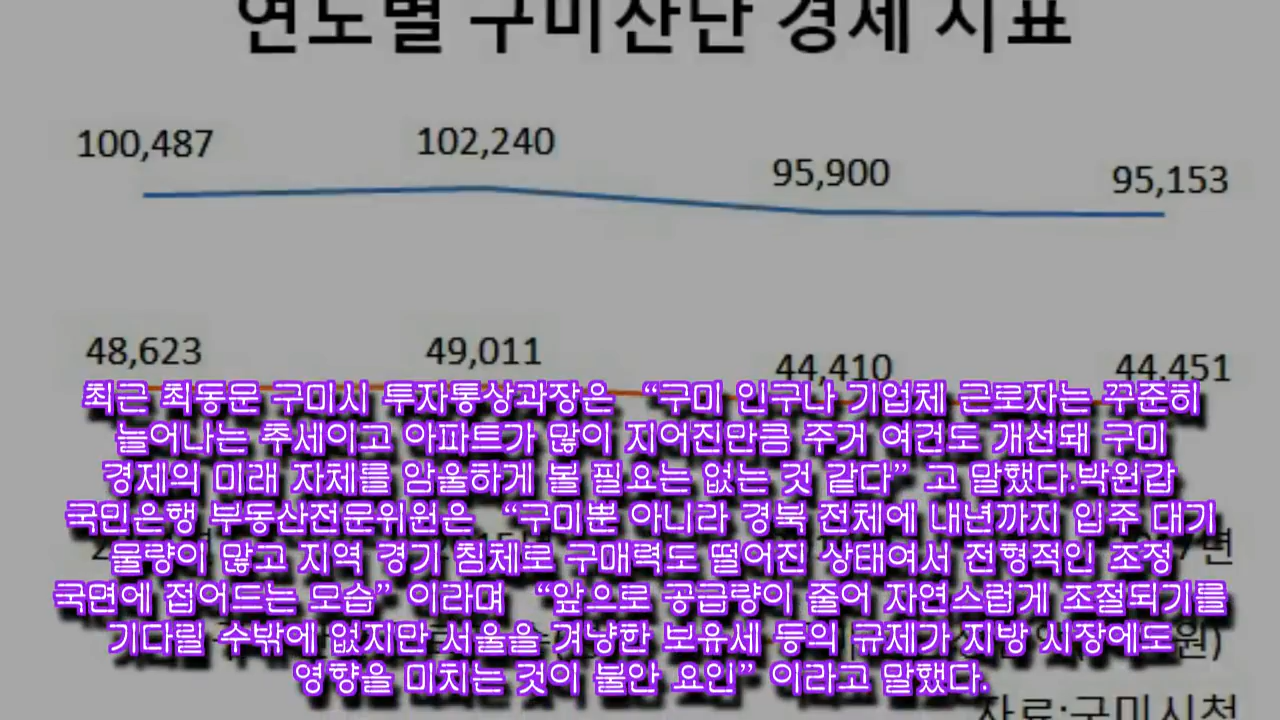 연도별 구미산단 경제 지표
100,487
102,240
95,900
95,153
48,623
49,011
44,410
44,451
최근 최동문 구미시 투자통상과장은 “구미 인구나 기업체 근로자는 꾸준히
늘어나는 추세이고 아파트가 많이 지어진만큼 주거 여건도 개선돼 구미
경제의 미래 자체를 암울하게 볼 필요는 없는 것 같다” 고 말했다.박원갑
국민은행 부동산전문위원은 “구미뿐 아니라 경북 전체에 내년까지 입주 대기
물량이 많고 지역 경기 침체로 구매력도 떨어진 상태여서 전형적인 조정
국면에 접어드는 모습” 이라며 “앞으로 공급량이 줄어 자연스럽게 조절되기를
기다릴 수밖에 없지만 서울을 겨냥한 보유세 등의 규제가 지방 시장에도
영향을 미치는 것이 불안 요인” 이라고 말했다.
자료:구미시청